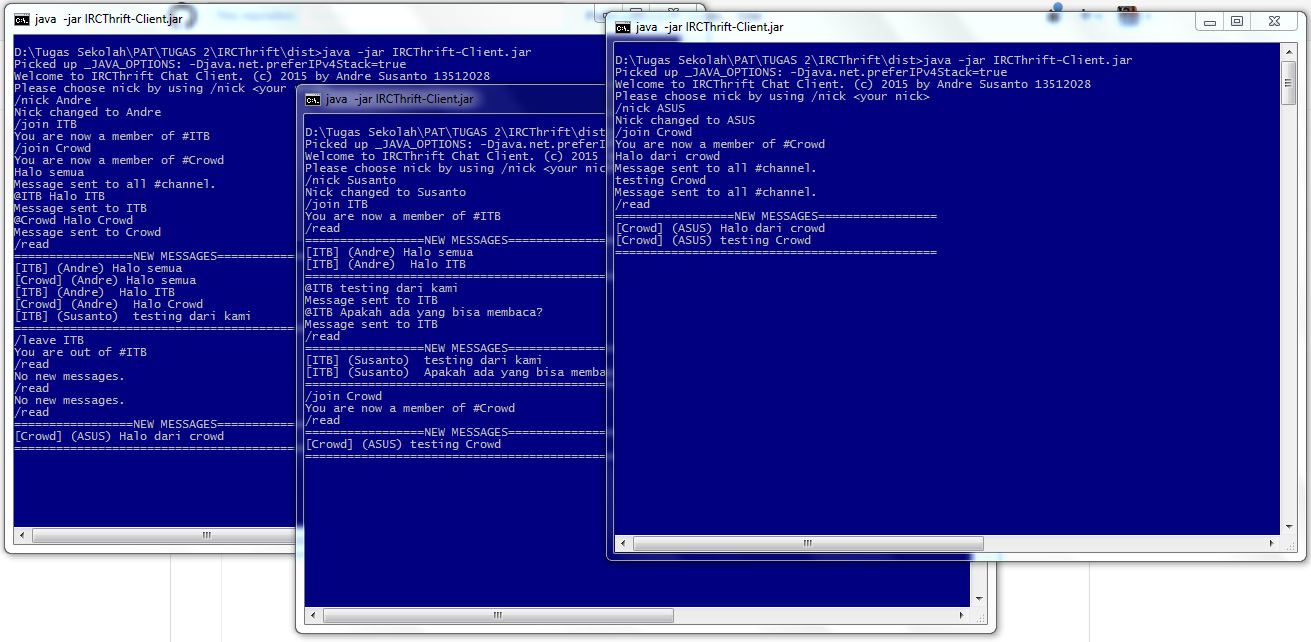 java -jar IRCThrift-Client.jar
D:\Tugas Sekolah\PAT\TUGAS 2\IRCThrift\dist>java -jar IRCThrift-Client.jar
Picked up _JAVA_OPTIONS: -Djava.net.preferIPv4Stack=true
Welcome to IRCThrift Chat Client. (c) 2015 by Andre Susanto 13512028
Please choose nick by using /nick <your
/nick Andre
Nick changed to Andre
/join ITB
You are now a member of #ITB
/join Crowd
You are now a member of #Crowd
Halo semua
Message sent to all #channel.
@ITB Halo ITB
Message sent to ITB
@Crowd Halo Crowd
Message sent to Crowd
/read
=================NEW MESSAGES===========
[ITB] (Andre) Halo semua
[Crowd] (Andre) Halo semua
[ITB] (Andre)  Halo ITB
[Crowd] (Andre)  Halo Crowd
[ITB] (Susanto)  testing dari kami
========================================
/leave ITB
You are out of #ITB
/read
No new messages.
/read
No new messages.
/read
=================NEW MESSAGES===========
[Crowd] (ASUS) Halo dari crowd
========================================
java -jar IRCThrift-Client.jar
D:\Tugas Sekolah\PAT\TUGAS 2\IRCThrift\dist
Picked up _JAVA_OPTIONS: -Djava.net.preferI
Welcome to IRCThrift Chat Client. (c) 2015
Please choose nick by using /nick <your nic
/nick Susanto
Nick changed to Susanto
/join ITB
You are now a member of #ITB
/read
=================NEW MESSAGES==============
[ITB] (Andre) Halo semua
[ITB] (Andre)  Halo ITB
===========================================
@ITB testing dari kami
Message sent to ITB
@ITB Apakah ada yang bisa membaca?
Message sent to ITB
/read
=================NEW MESSAGES==============
[ITB] (Susanto)  testing dari kami
[ITB] (Susanto)  Apakah ada yang bisa memba
===========================================
/join Crowd
You are now a member of #Crowd
/read
=================NEW MESSAGES==============
[Crowd] (ASUS) testing Crowd
===========================================
java -jar IRCThrift-Client.jar
D:\Tugas Sekolah\PAT\TUGAS 2\IRCThrift\dist>java -jar IRCThrift-Client.jar
Picked up _JAVA_OPTIONS: -Djava.net.preferIPv4Stack=true
Welcome to IRCThrift Chat Client. (c) 2015 by Andre Susanto 13512028
Please choose nick by using /nick <your nick>
/nick ASUS
Nick changed to ASUS
/join Crowd
You are now a member of #Crowd
Halo dari crowd
Message sent to all #channel.
testing Crowd
Message sent to all #channel.
/read
=================NEW MESSAGES=================
[Crowd] (ASUS) Halo dari crowd
[Crowd] (ASUS) testing Crowd
==============================================